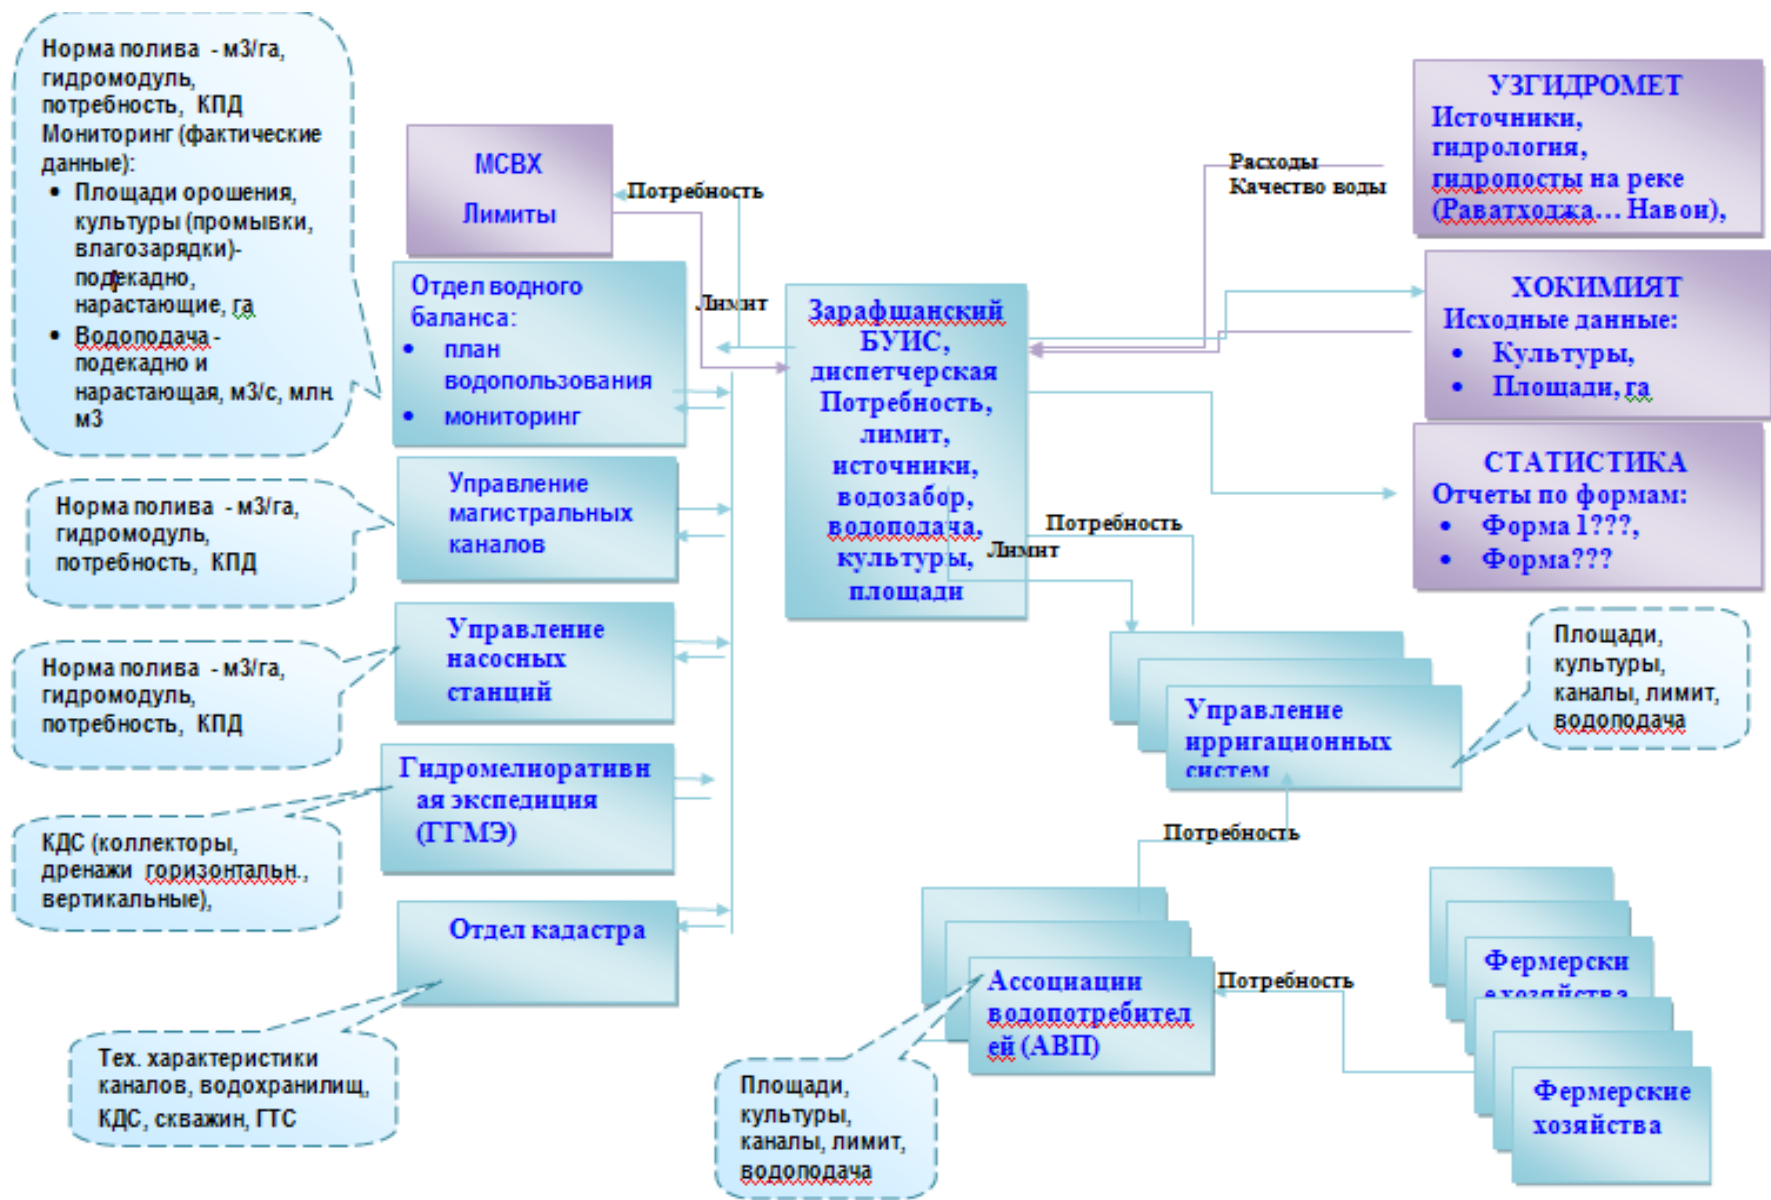 Норма полива - м3/га,
гидромодуль,
потребность, КПД
Мониторинг (фактические
данные):
• Площади орошения,
культуры (промывки,
влагозарядки)-
подекадно,
нарастающие, га
• Водоподача -
подекадно и
нарастающая, м3/с, млн
м3
Норма полива - м3/га,
гидромодуль,
потребность, КПД
Норма полива - м3/га,
гидромодуль,
потребность, КПД
КДС (коллекторы,
дренажи горизонтальн.,
вертикальные),
Тех. характеристики
каналов, водохранилищ,
КДС, скважин, ГТС
МСВХ
Лимиты
Отдел водного
баланса:
• план
водопользования
• мониторинг
Управление
магистральных
каналов
Управление
насосных
станций
Гидромелиоративн
ая экспедиция
(ГГМЭ)
Отдел кадастра
Потребность
Лимит
Зарафшанский
БУИС,
диспетчерская
Потребность,
лимит,
источники,
водозабор,
водоподача,
культуры,
площади
Расходы
Качество воды
УЗГИДРОМЕТ
Источники,
гидрология,
гидропосты на реке
(Раватходжа... Навои),
ХОКИМИЯТ
Исходные данные:
• Культуры,
• Площади, га
СТАТИСТИКА
Отчеты по формам:
• Форма 1???,
• Форма???
Потребность
Лимит
Управление
ирригационных
систем
Площади,
культуры,
каналы, лимит,
водоподача
Потребность
Ассоциации
водопотребител
ей (АВП)
Потребность
Площади,
культуры,
каналы, лимит,
водоподача
Фермерски
е хозяйства
Фермерские
хозяйства